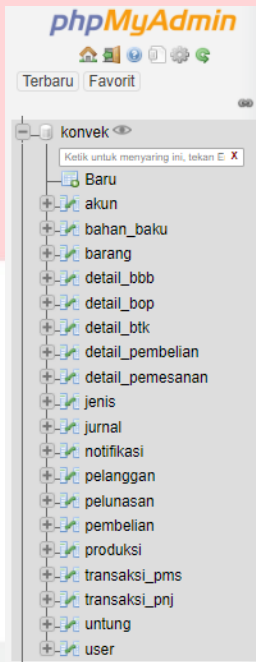 phpMyAdmin
Terbaru Favorit
konvek
Ketik untuk menyaring ini, tekan E X
Baru
akun
bahan_baku
barang
detail_bbb
detail_bop
detail_btk
detail_pembelian
detail_pemesanan
jenis
jurnal
notifikasi
pelanggan
pelunasan
pembelian
produksi
transaksi_pms
transaksi_pnj
untung
user